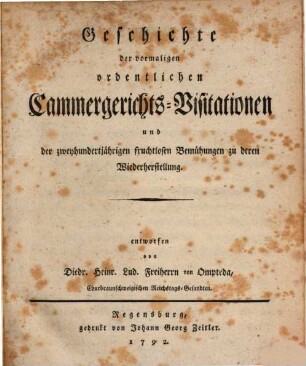 Geschichte
der vormaligen
ordentlichen
Cammergerichts-Visitationen
und
der zweyhundertjährigen fruchtlosen Bemühungen zu deren
Wiederherstellung.
entworfen
von
Diedr. Heinr. Lud. Freiherrn von Ompteda,
Churbraunschweigischen Reichstags-Gesandten.
Regensburg,
gedrukt von Johann Georg Zeitler.
1792.